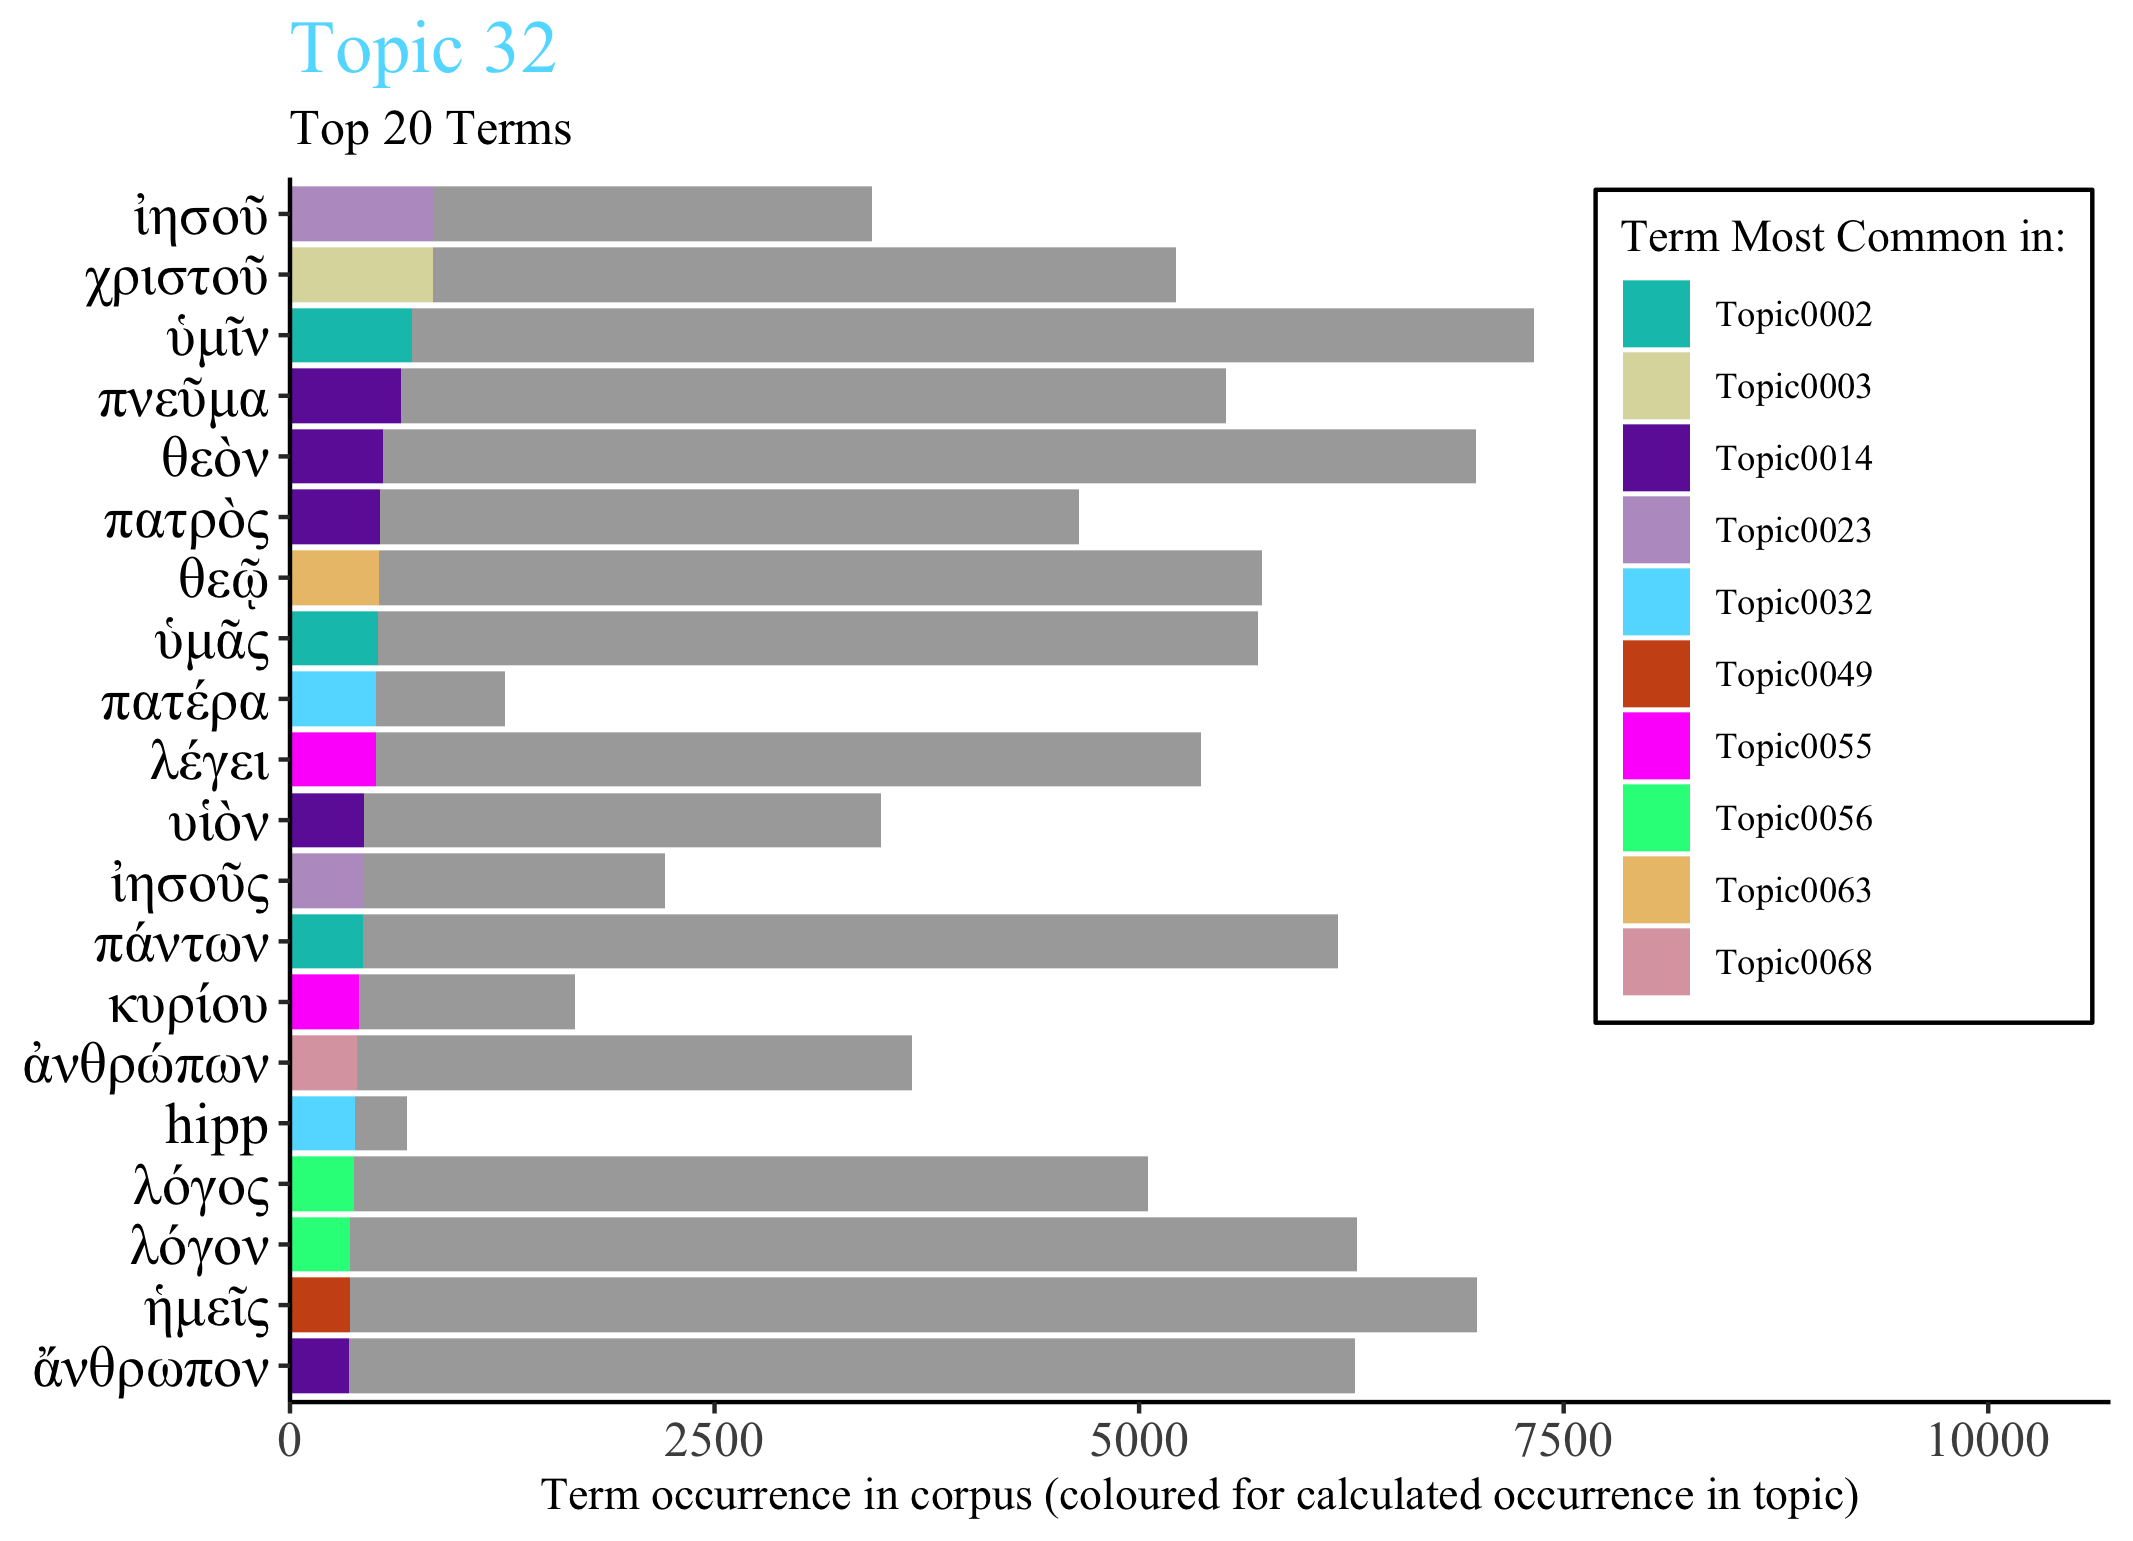 Topic 32
Top 20 Terms
ἰησοῦ
χριστοῦ
ὑμῖν
πνεῦμα
θεὸν
πατρὸς
θεῷ
ὑμᾶς
πατέρα
λέγει
υἱὸν
ἰησοῦς
πάντων
κυρίου
ἀνθρώπων
hipp
λόγος
λόγον
ἡμεῖς
ἄνθρωπον
0 2500 5000 7500 10000
Term occurrence in corpus (coloured for calculated occurrence in topic)
Term Most Common in:
Topic0002
Topic0003
Topic0014
Topic0023
Topic0032
Topic0049
Topic0055
Topic0056
Topic0063
Topic0068